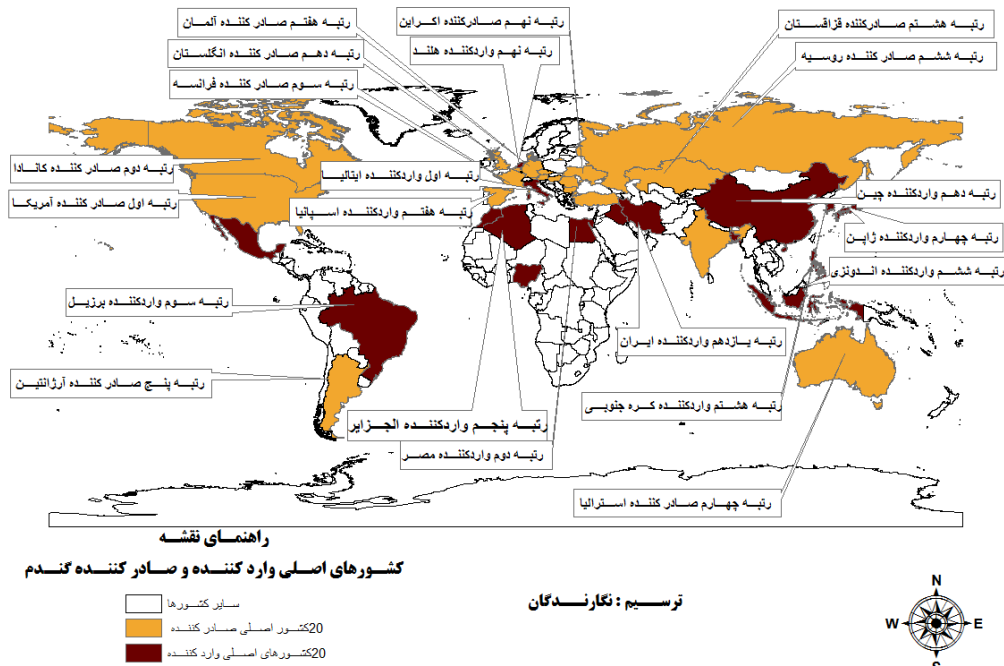 رتبه هفتم صادر کننده آلمان
رتبه نهم صادرکننده اکراین
رتبه هشتم صادرکننده قزاقستان
رتبه دهم صادر کننده انگلستان
رتبه نهم واردکننده هلند
رتبه ششم صادر کننده روسیه
رتبه سوم صادر کننده فرانسه
رتبه دوم صادر کننده کانادا
رتبه اول واردکننده ایتالیا
رتبه دهم واردکننده چین
رتبه اول صادر کننده آمریکا
رتبه هفتم واردکننده اسپانیا
رتبه چهارم واردکننده ژاپن
رتبه ششم واردکننده اندونزی
رتبه سوم واردکننده برزیل
رتبه یازدهم واردکننده ایران
رتبه پنج صادر کننده آرژانتین
رتبه هشتم واردکننده کره جنوبی
رتبه پنجم واردکننده الجزایر
رتبه دوم واردکننده مصر
رتبه چهارم صادر کننده استرالیا
راهنمای نقشه
کشورهای اصلی وارد کننده و صادر کننده گندم
سایر کشورها
20کشور اصلی صادر کننده
20کشورهای اصلی وارد کننده
ترسیم : نگارندگان
N
W E
S